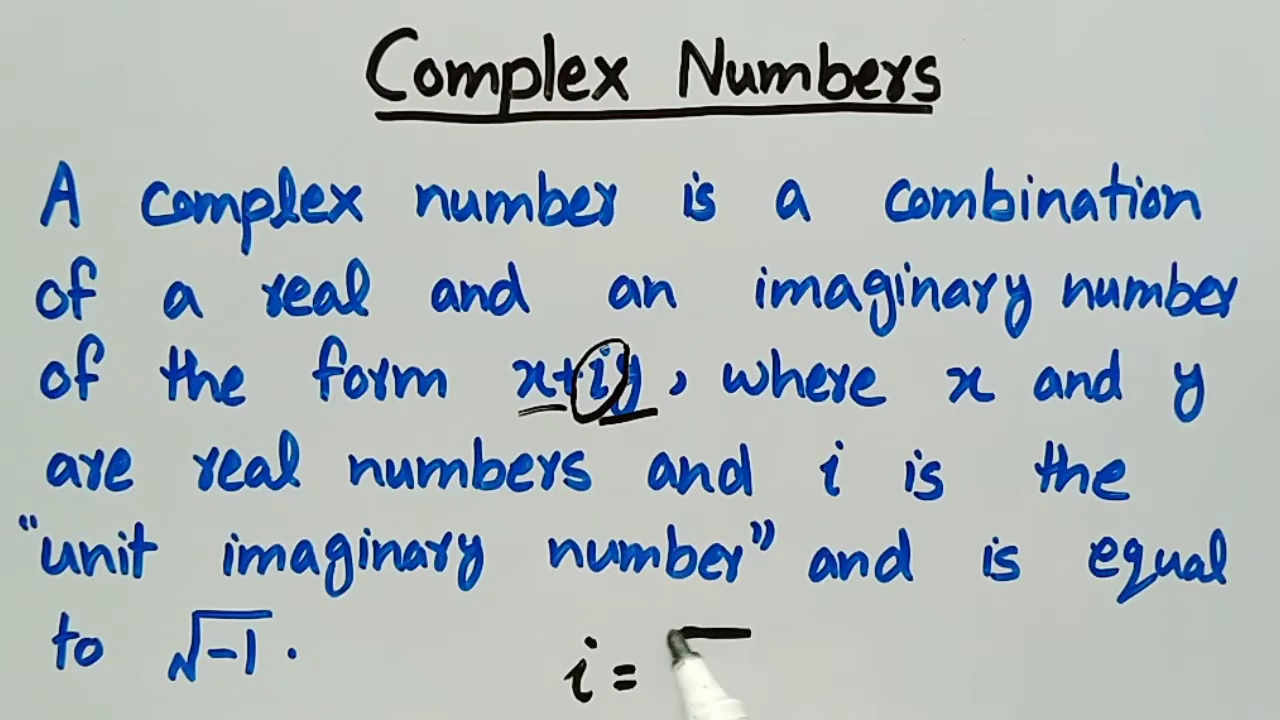 Complex Numbers
A complex number is a combination
of a real and an imaginary number
of the form x+iy, where x and y
are real numbers and i is the
"unit imaginary number" and is equal
to √-1.
i =